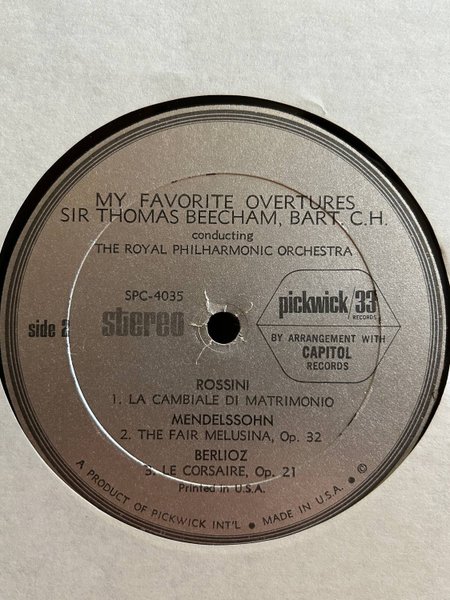 MY FAVORITE OVERTURES
SIR THOMAS BEECHAM, BART. C.H.
conducting
THE ROYAL PHILHARMONIC ORCHESTRA
SPC-4035
side 2
stereo
pickwick/33
RECORDS
BY ARRANGEMENT WITH
CAPITOL
RECORDS
ROSSINI
1. LA CAMBIALE DI MATRIMONIO
MENDELSSOHN
2. THE FAIR MELUSINA, Op. 32
BERLIOZ
3. LE CORSAIRE, Op. 21
Printed in U.S.A.
A PRODUCT OF PICKWICK INT'L • MADE IN U.S.A. • ©